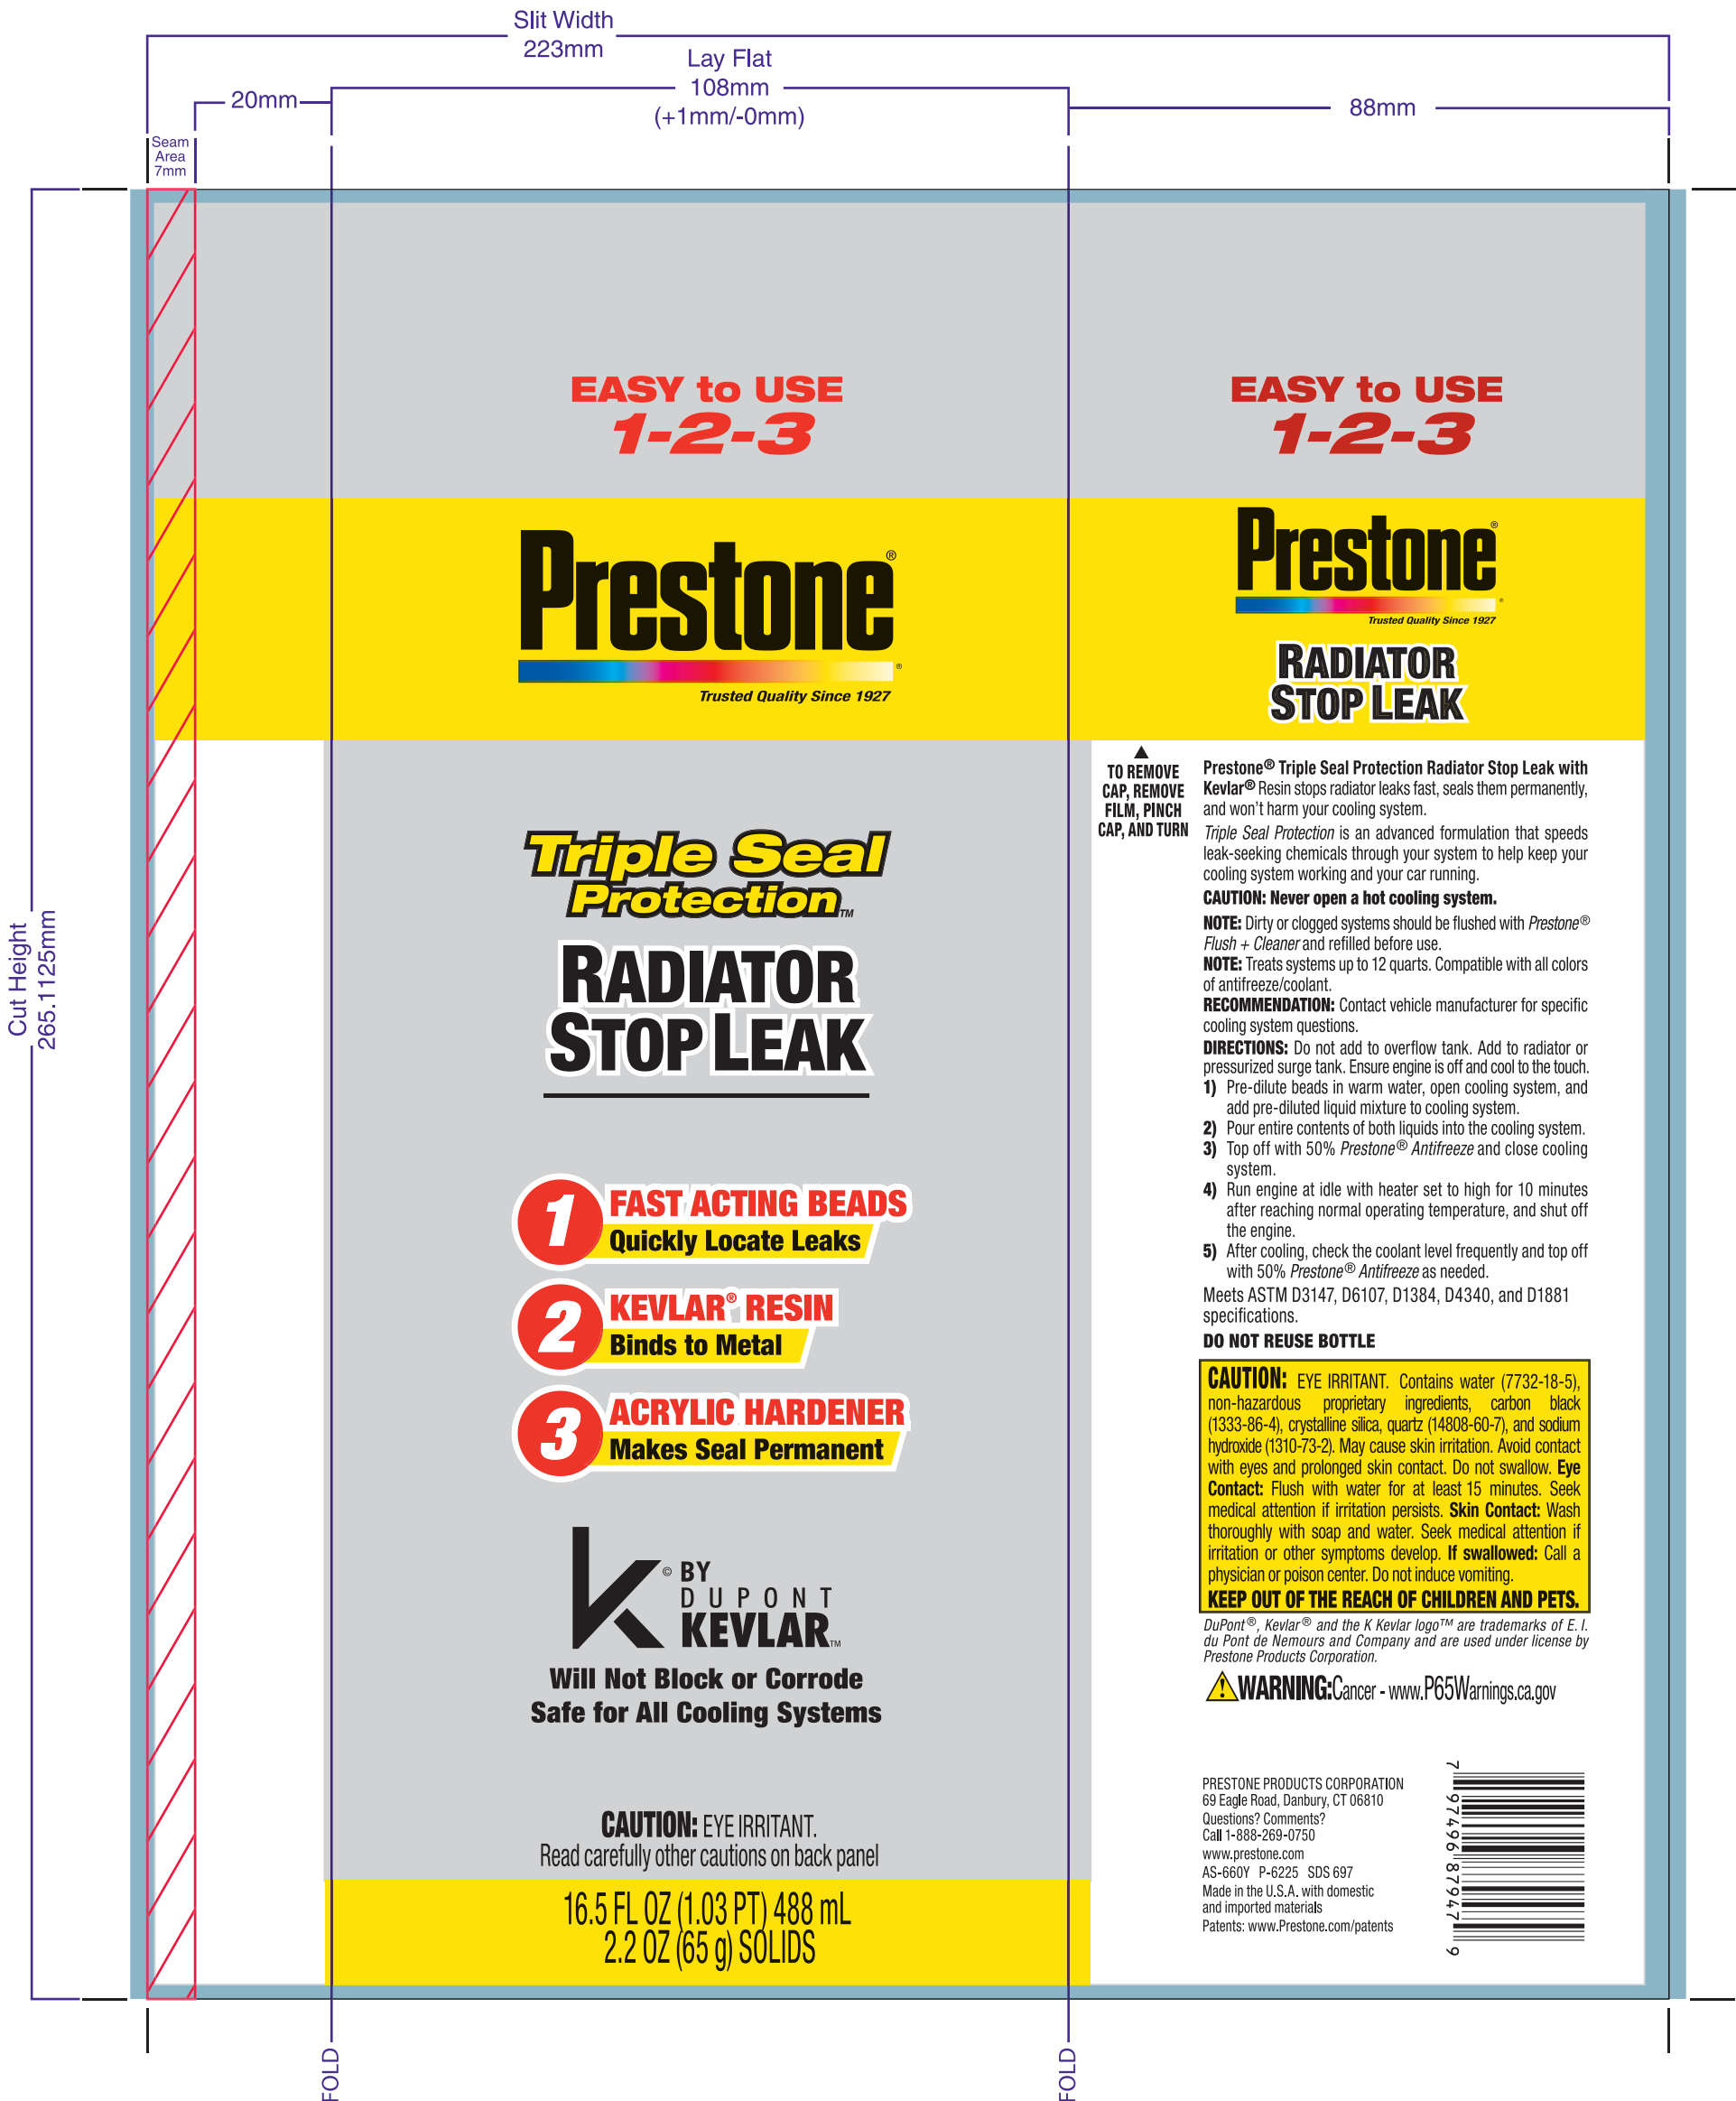 Slit Width
223mm
Lay Flat
108mm
(+1mm/-0mm)
20mm
88mm
Seam
Area
7mm
Cut Height
265.1125mm
EASY to USE
1-2-3
Prestone®
®
Trusted Quality Since 1927
Triple Seal
Protection™
RADIATOR
STOP LEAK
1 FAST ACTING BEADS
Quickly Locate Leaks
2 KEVLAR® RESIN
Binds to Metal
3 ACRYLIC HARDENER
Makes Seal Permanent
K© BY
DUPONT
KEVLAR™
Will Not Block or Corrode
Safe for All Cooling Systems
CAUTION: EYE IRRITANT.
Read carefully other cautions on back panel
16.5 FL OZ (1.03 PT) 488 mL
2.2 OZ (65 g) SOLIDS
EASY to USE
1-2-3
Prestone®
®
Trusted Quality Since 1927
RADIATOR
STOP LEAK
TO REMOVE
CAP, REMOVE
FILM, PINCH
CAP, AND TURN
Prestone® Triple Seal Protection Radiator Stop Leak with
Kevlar® Resin stops radiator leaks fast, seals them permanently,
and won't harm your cooling system.
Triple Seal Protection is an advanced formulation that speeds
leak-seeking chemicals through your system to help keep your
cooling system working and your car running.
CAUTION: Never open a hot cooling system.
NOTE: Dirty or clogged systems should be flushed with Prestone®
Flush + Cleaner and refilled before use.
NOTE: Treats systems up to 12 quarts. Compatible with all colors
of antifreeze/coolant.
RECOMMENDATION: Contact vehicle manufacturer for specific
cooling system questions.
DIRECTIONS: Do not add to overflow tank. Add to radiator or
pressurized surge tank. Ensure engine is off and cool to the touch.
1) Pre-dilute beads in warm water, open cooling system, and
add pre-diluted liquid mixture to cooling system.
2) Pour entire contents of both liquids into the cooling system.
3) Top off with 50% Prestone® Antifreeze and close cooling
system.
4) Run engine at idle with heater set to high for 10 minutes
after reaching normal operating temperature, and shut off
the engine.
5) After cooling, check the coolant level frequently and top off
with 50% Prestone® Antifreeze as needed.
Meets ASTM D3147, D6107, D1384, D4340, and D1881
specifications.
DO NOT REUSE BOTTLE
CAUTION: EYE IRRITANT. Contains water (7732-18-5),
non-hazardous proprietary ingredients, carbon black
(1333-86-4), crystalline silica, quartz (14808-60-7), and sodium
hydroxide (1310-73-2). May cause skin irritation. Avoid contact
with eyes and prolonged skin contact. Do not swallow. Eye
Contact: Flush with water for at least 15 minutes. Seek
medical attention if irritation persists. Skin Contact: Wash
thoroughly with soap and water. Seek medical attention if
irritation or other symptoms develop. If swallowed: Call a
physician or poison center. Do not induce vomiting.
KEEP OUT OF THE REACH OF CHILDREN AND PETS.
DuPont®, Kevlar® and the K Kevlar logo™ are trademarks of E. I.
du Pont de Nemours and Company and are used under license by
Prestone Products Corporation.
WARNING: Cancer - www.P65Warnings.ca.gov
PRESTONE PRODUCTS CORPORATION
69 Eagle Road, Danbury, CT 06810
Questions? Comments?
Call 1-888-269-0750
www.prestone.com
AS-660Y P-6225 SDS 697
Made in the U.S.A. with domestic
and imported materials
Patents: www.Prestone.com/patents
7 97496 87947 9
FOLD
FOLD